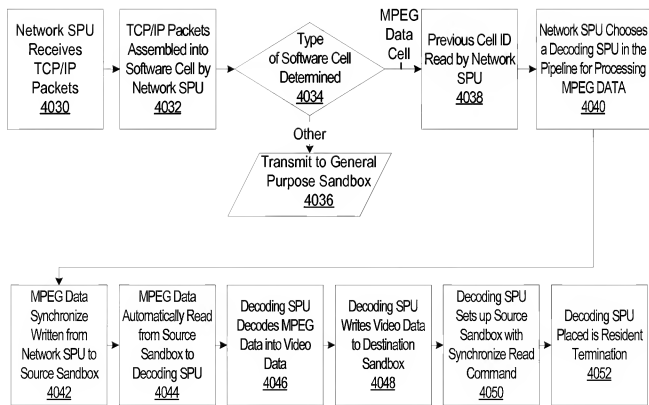 Network SPU
Receives
TCP/IP
Packets
4030
TCP/IP Packets
Assembled into
Software Cell by
Network SPU
4032
Type
of Software Cell
Determined
4034
MPEG
Data
Cell
Other
Transmit to General
Purpose Sandbox
4036
Previous Cell ID
Read by Network
SPU
4038
Network SPU Chooses
a Decoding SPU in the
Pipeline for Processing
MPEG DATA
4040
MPEG Data
Synchronize
Written from
Network SPU to
Source Sandbox
4042
MPEG Data
Automatically Read
from Source
Sandbox to
Decoding SPU
4044
Decoding SPU
Decodes MPEG
Data into Video
Data
4046
Decoding SPU
Writes Video Data
to Destination
Sandbox
4048
Decoding SPU
Sets up Source
Sandbox with
Synchronize Read
Command
4050
Decoding SPU
Placed is Resident
Termination
4052